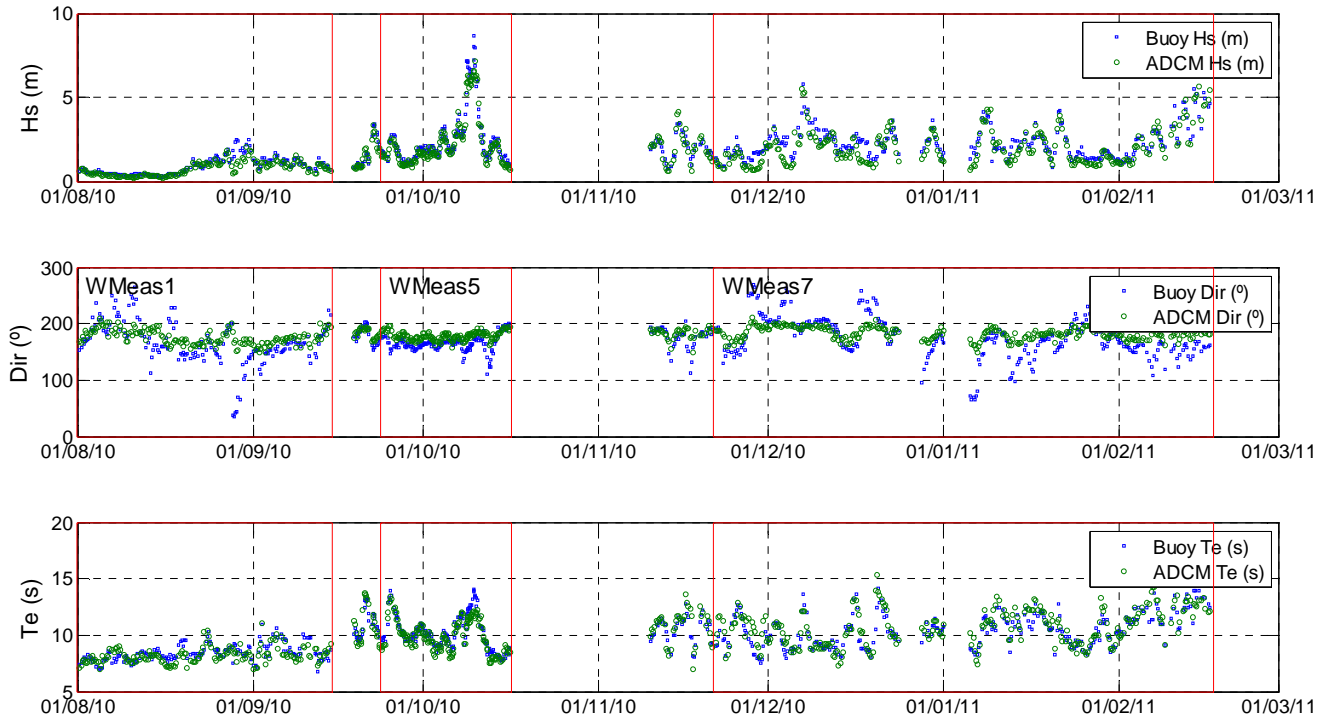 10
5
0
Hs (m)
Buoy Hs (m)
ADCM Hs (m)
01/08/10 01/09/10 01/10/10 01/11/10 01/12/10 01/01/11 01/02/11 01/03/11
300
200
100
0
Dir (º)
WMeas1 WMeas5 WMeas7
Buoy Dir (º)
ADCM Dir (º)
01/08/10 01/09/10 01/10/10 01/11/10 01/12/10 01/01/11 01/02/11 01/03/11
20
15
10
5
Te (s)
Buoy Te (s)
ADCM Te (s)
01/08/10 01/09/10 01/10/10 01/11/10 01/12/10 01/01/11 01/02/11 01/03/11